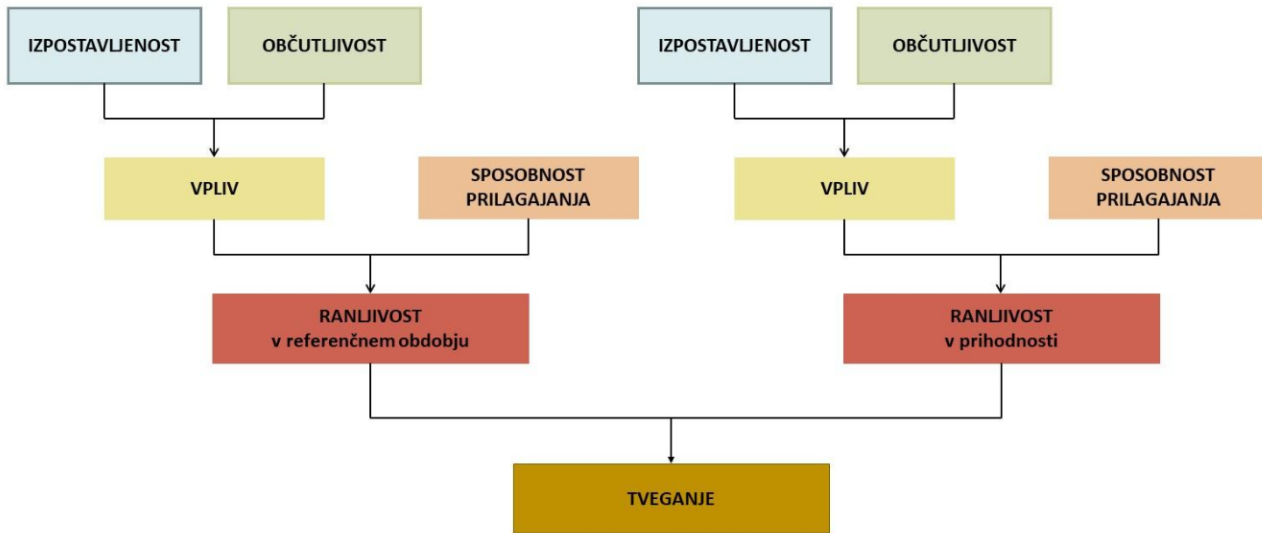 IZPOSTAVLJENOST
OBČUTLJIVOST
IZPOSTAVLJENOST
OBČUTLJIVOST
VPLIV
SPOSOBNOST
PRILAGAJANJA
VPLIV
SPOSOBNOST
PRILAGAJANJA
RANLJIVOST
v referenčnem obdobju
RANLJIVOST
v prihodnosti
TVEGANJE